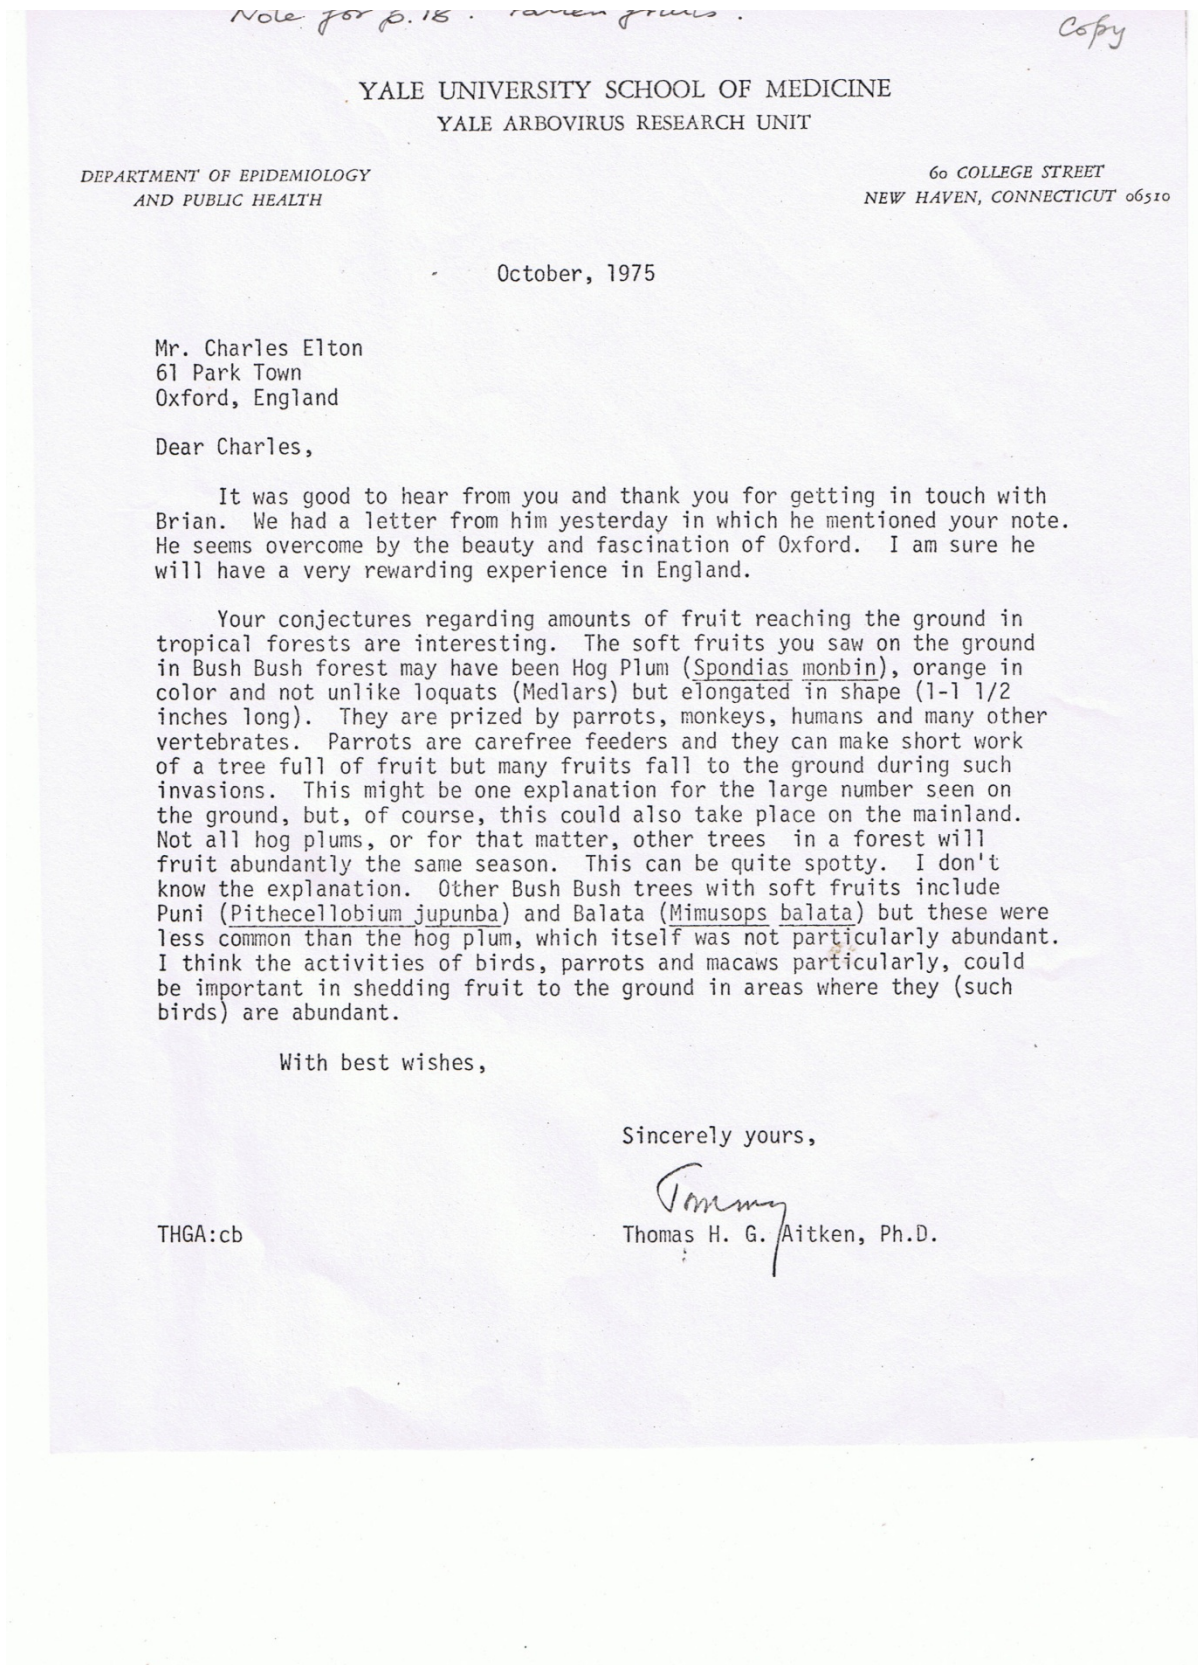 Note for p. 18. Fallen fruits.
Copy
YALE UNIVERSITY SCHOOL OF MEDICINE
YALE ARBOVIRUS RESEARCH UNIT
DEPARTMENT OF EPIDEMIOLOGY
AND PUBLIC HEALTH
60 COLLEGE STREET
NEW HAVEN, CONNECTICUT 06510
October, 1975
Mr. Charles Elton
61 Park Town
Oxford, England
Dear Charles,
It was good to hear from you and thank you for getting in touch with
Brian. We had a letter from him yesterday in which he mentioned your note.
He seems overcome by the beauty and fascination of Oxford. I am sure he
will have a very rewarding experience in England.
Your conjectures regarding amounts of fruit reaching the ground in
tropical forests are interesting. The soft fruits you saw on the ground
in Bush Bush forest may have been Hog Plum (Spondias monbin), orange in
color and not unlike loquats (Medlars) but elongated in shape (1-1 1/2
inches long). They are prized by parrots, monkeys, humans and many other
vertebrates. Parrots are carefree feeders and they can make short work
of a tree full of fruit but many fruits fall to the ground during such
invasions. This might be one explanation for the large number seen on
the ground, but, of course, this could also take place on the mainland.
Not all hog plums, or for that matter, other trees in a forest will
fruit abundantly the same season. This can be quite spotty. I don't
know the explanation. Other Bush Bush trees with soft fruits include
Puni (Pithecellobium jupunba) and Balata (Mimusops balata) but these were
less common than the hog plum, which itself was not particularly abundant.
I think the activities of birds, parrots and macaws particularly, could
be important in shedding fruit to the ground in areas where they (such
birds) are abundant.
With best wishes,
Sincerely yours,
Tommy
THGA:cb
Thomas H. G. Aitken, Ph.D.